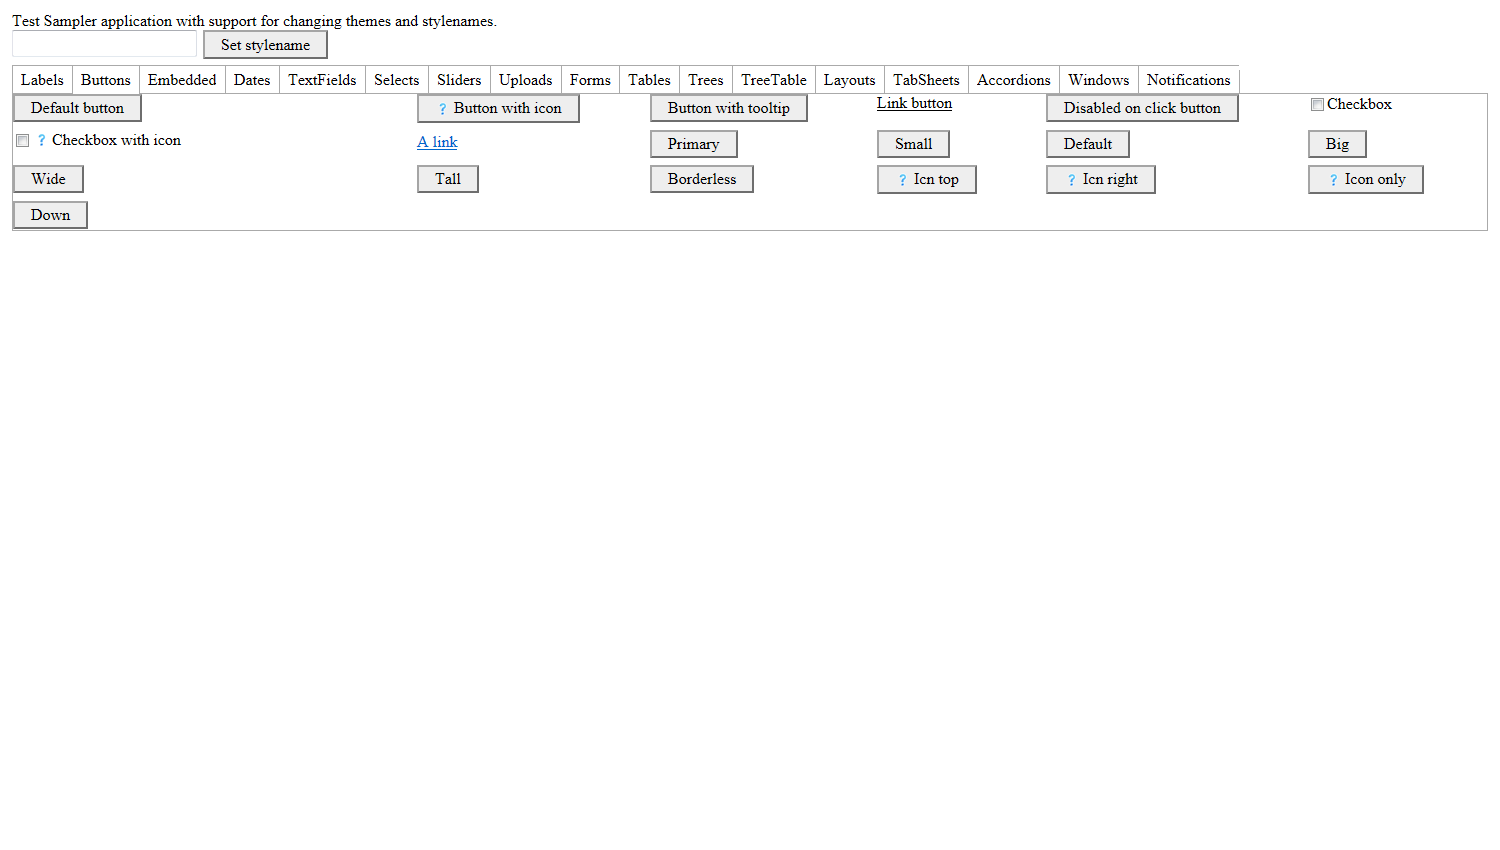 Test Sampler application with support for changing themes and stylenames.
Set stylename
Labels Buttons Embedded Dates TextFields Selects Sliders Uploads Forms Tables Trees TreeTable Layouts TabSheets Accordions Windows Notifications
Default button ? Button with icon Button with tooltip Link button Disabled on click button Checkbox
? Checkbox with icon A link Primary Small Default Big
Wide Tall Borderless ? Icn top ? Icn right ? Icon only
Down